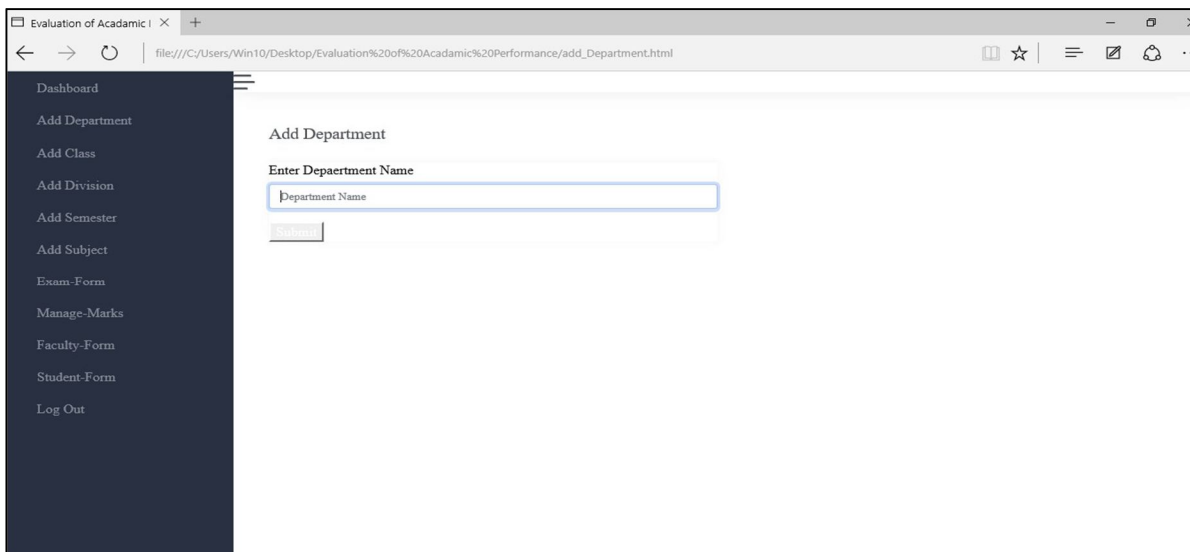 Evaluation of Acadamic I
file:///C:/Users/Win10/Desktop/Evaluation%20of%20Acadamic%20Performance/add_Department.html
Dashboard
Add Department
Add Class
Add Division
Add Semester
Add Subject
Exam-Form
Manage-Marks
Faculty-Form
Student-Form
Log Out
Add Department
Enter Depaertment Name
Department Name
Submit